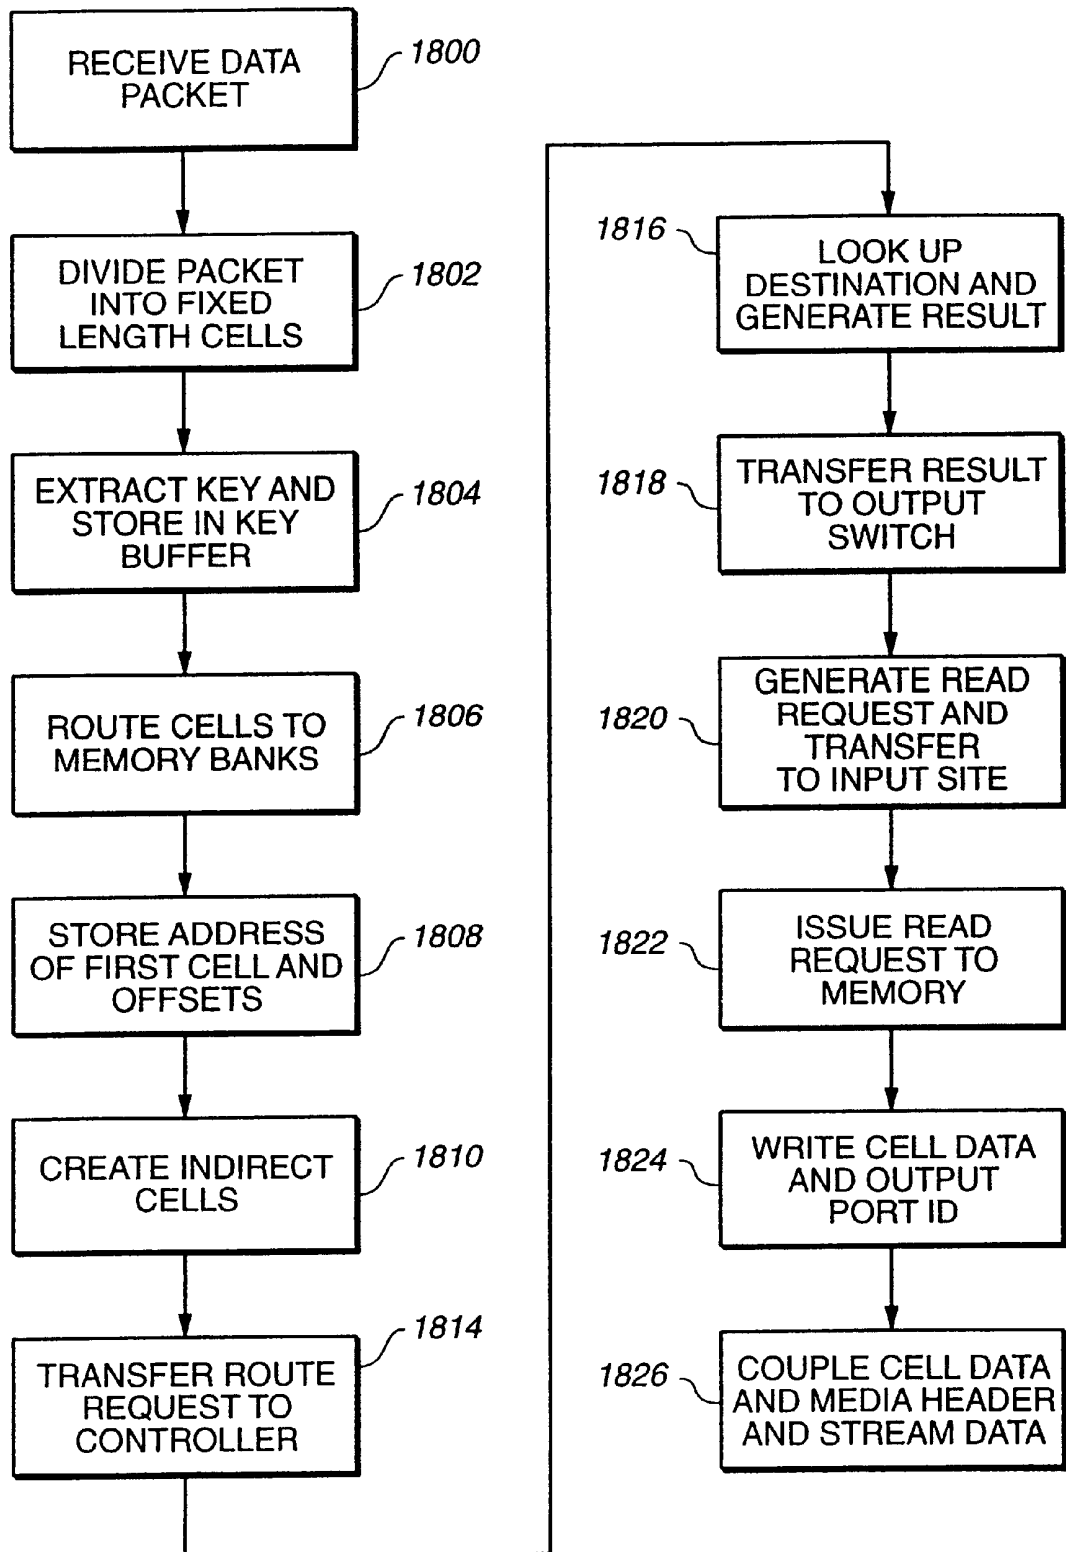 RECEIVE DATA
PACKET
1800
DIVIDE PACKET
INTO FIXED
LENGTH CELLS
1802
EXTRACT KEY AND
STORE IN KEY
BUFFER
1804
ROUTE CELLS TO
MEMORY BANKS
1806
STORE ADDRESS
OF FIRST CELL AND
OFFSETS
1808
CREATE INDIRECT
CELLS
1810
TRANSFER ROUTE
REQUEST TO
CONTROLLER
1814
1816
LOOK UP
DESTINATION AND
GENERATE RESULT
1818
TRANSFER RESULT
TO OUTPUT
SWITCH
1820
GENERATE READ
REQUEST AND
TRANSFER
TO INPUT SITE
1822
ISSUE READ
REQUEST TO
MEMORY
1824
WRITE CELL DATA
AND OUTPUT
PORT ID
1826
COUPLE CELL DATA
AND MEDIA HEADER
AND STREAM DATA